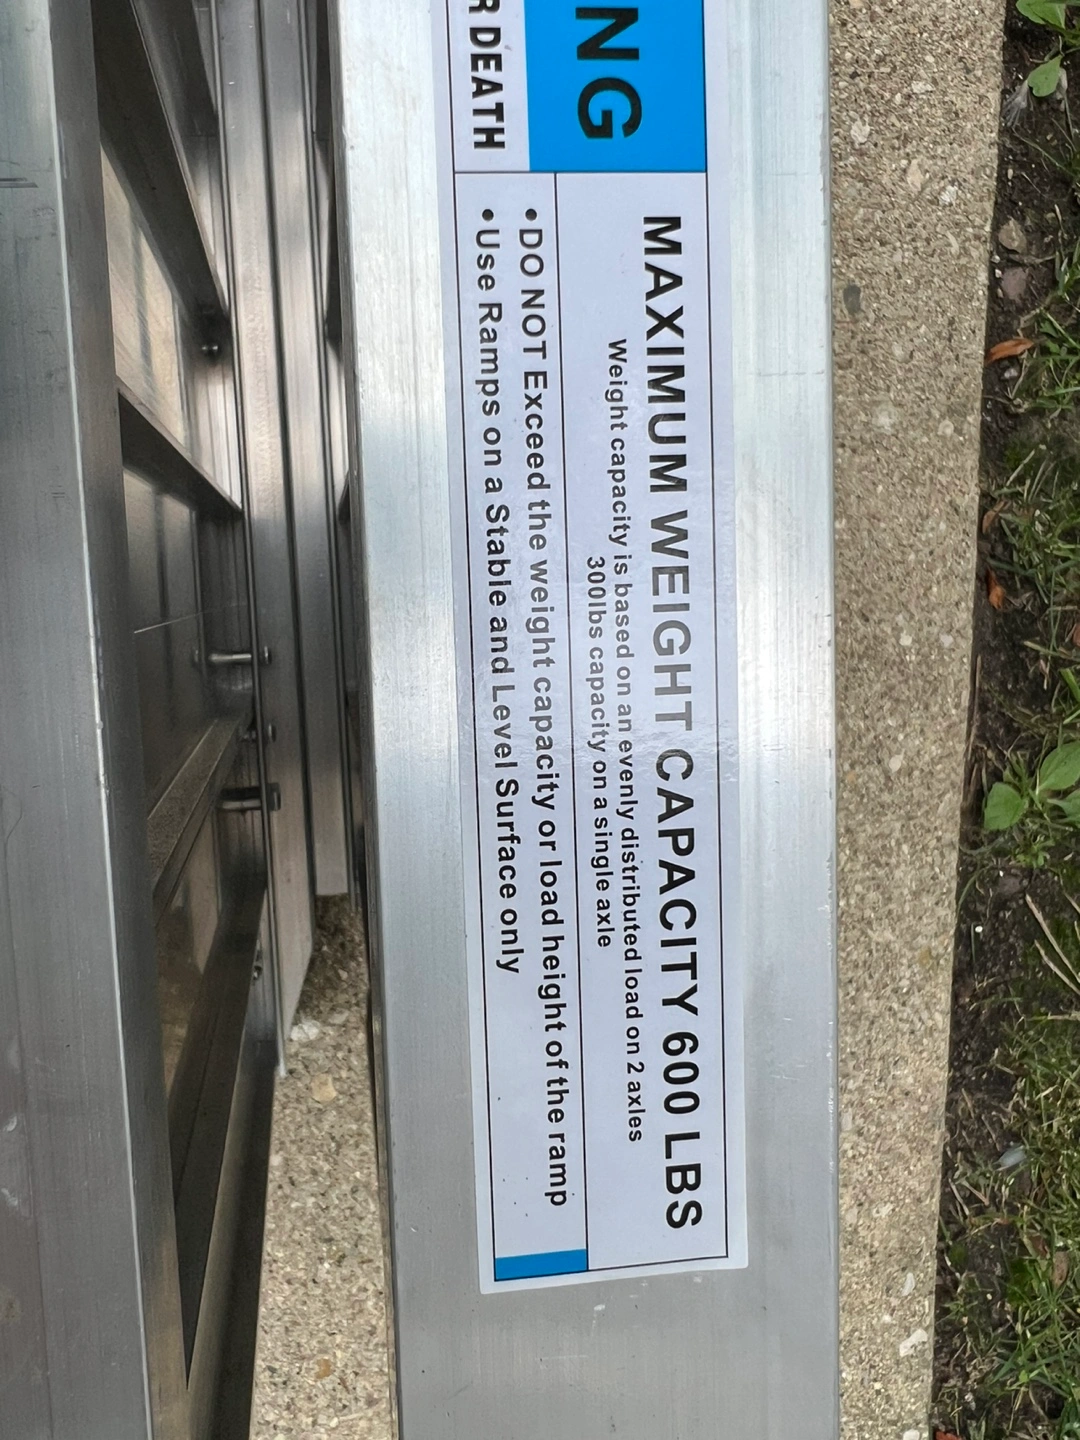 NG
R DEATH
MAXIMUM WEIGHT CAPACITY 600 LBS
Weight capacity is based on an evenly distributed load on 2 axles
300lbs capacity on a single axle
•DO NOT Exceed the weight capacity or load height of the ramp
•Use Ramps on a Stable and Level Surface only